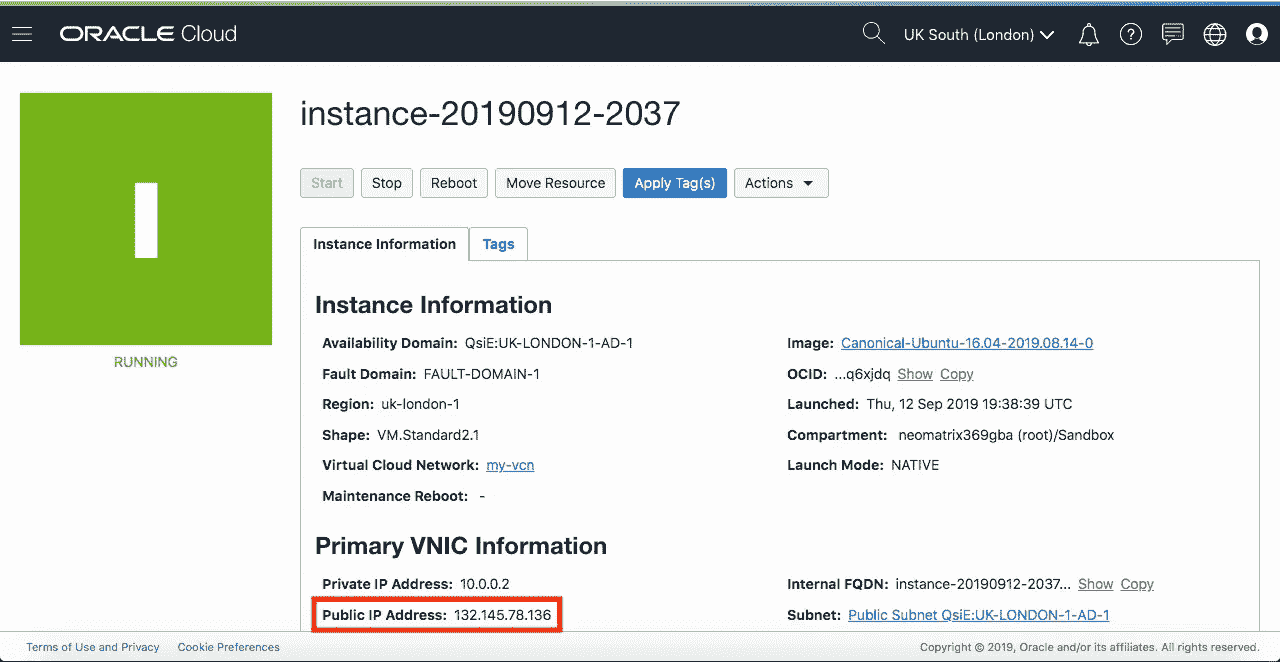 ORACLE Cloud
UK South (London)
instance-20190912-2037
Start Stop Reboot Move Resource Apply Tag(s) Actions
RUNNING
Instance Information Tags
Instance Information
Availability Domain: QsiE:UK-LONDON-1-AD-1
Fault Domain: FAULT-DOMAIN-1
Region: uk-london-1
Shape: VM.Standard2.1
Virtual Cloud Network: my-vcn
Maintenance Reboot: -
Image: Canonical-Ubuntu-16.04-2019.08.14-0
OCID: ...q6xjdq Show Copy
Launched: Thu, 12 Sep 2019 19:38:39 UTC
Compartment: neomatrix369gba (root)/Sandbox
Launch Mode: NATIVE
Primary VNIC Information
Private IP Address: 10.0.0.2
Public IP Address: 132.145.78.136
Internal FQDN: instance-20190912-2037... Show Copy
Subnet: Public Subnet QsiE:UK-LONDON-1-AD-1
Terms of Use and Privacy Cookie Preferences
Copyright © 2019, Oracle and/or its affiliates. All rights reserved.